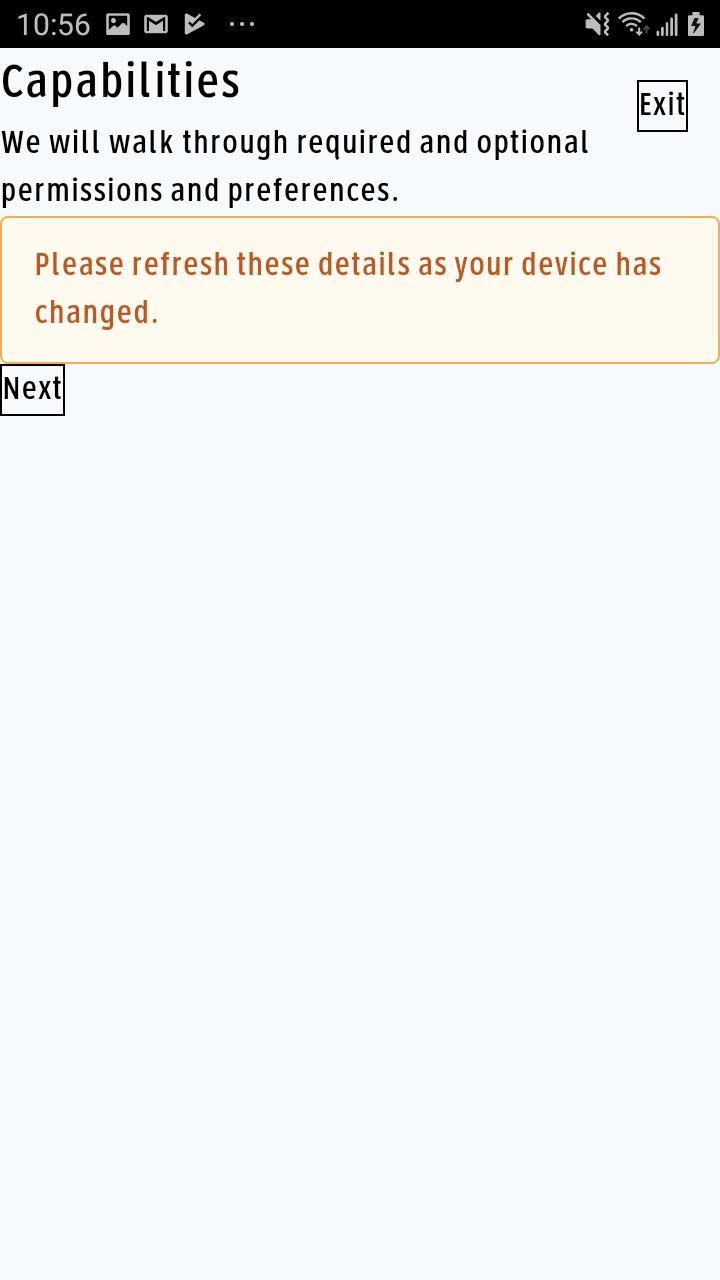 10:56
Capabilities
Exit
We will walk through required and optional
permissions and preferences.
Please refresh these details as your device has
changed.
Next